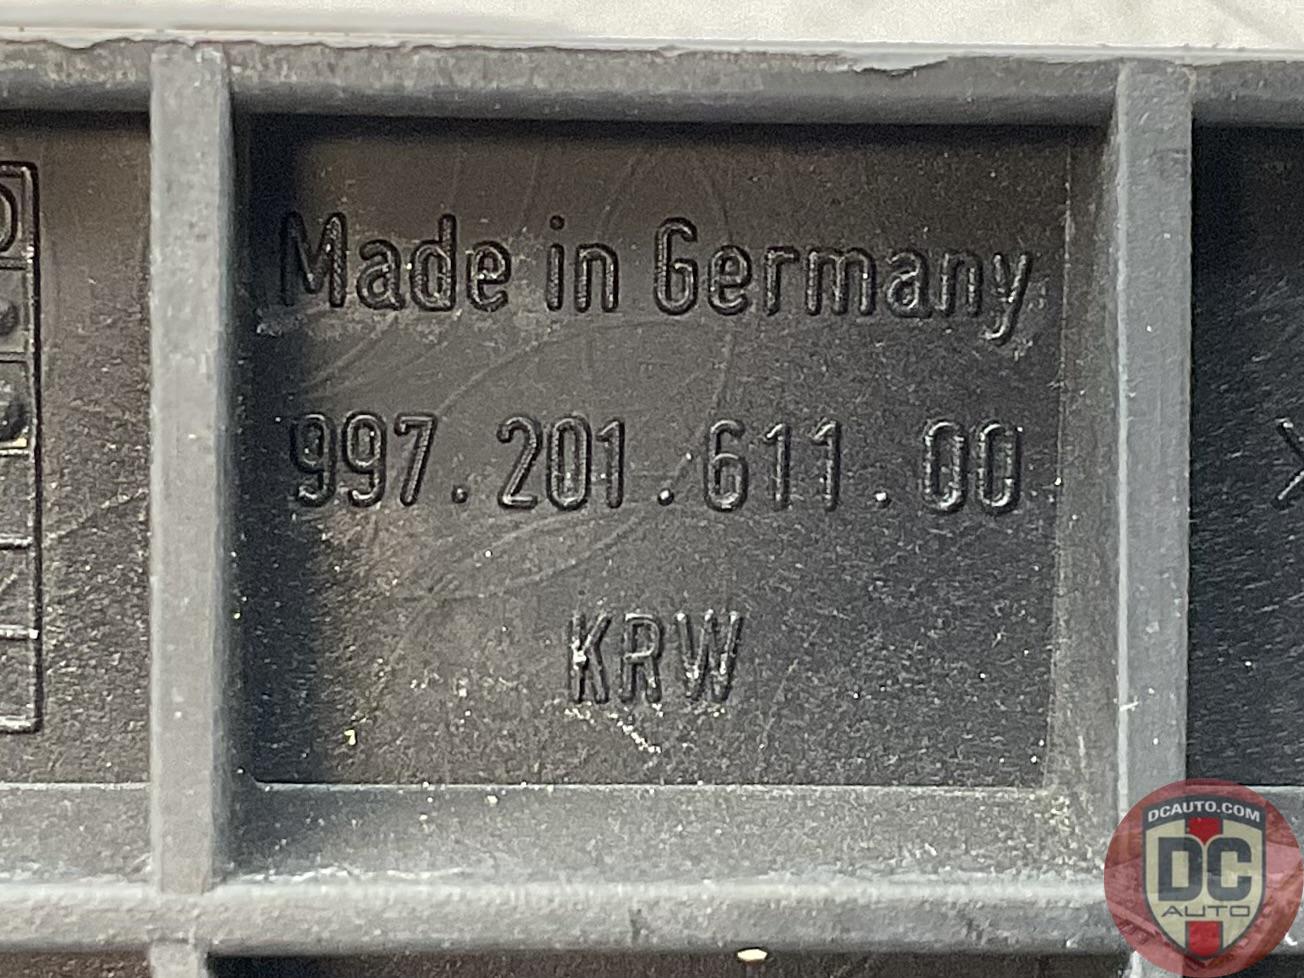 Made in Germany
997.201.611.00
KRW
DCAUTO.COM
DC
AUTO